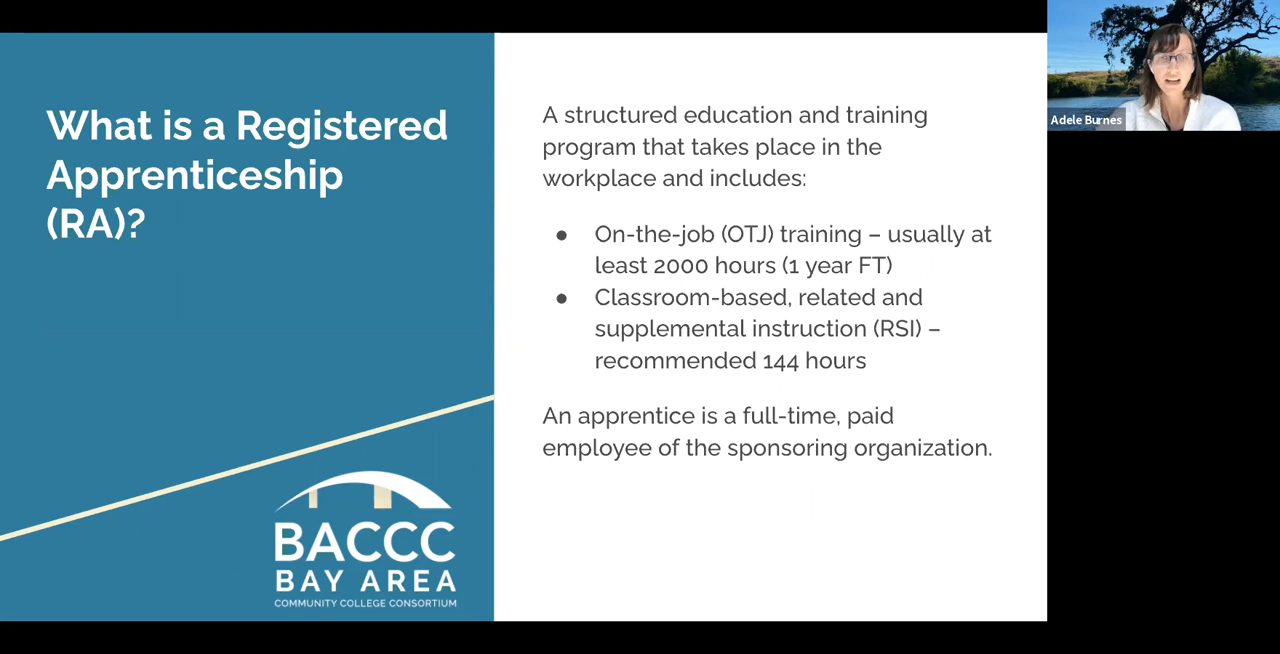 What is a Registered
Apprenticeship
(RA)?
BACCC
BAY AREA
COMMUNITY COLLEGE CONSORTIUM
A structured education and training
program that takes place in the
workplace and includes:
● On-the-job (OTJ) training – usually at
least 2000 hours (1 year FT)
● Classroom-based, related and
supplemental instruction (RSI) –
recommended 144 hours
An apprentice is a full-time, paid
employee of the sponsoring organization.
Adele Burnes